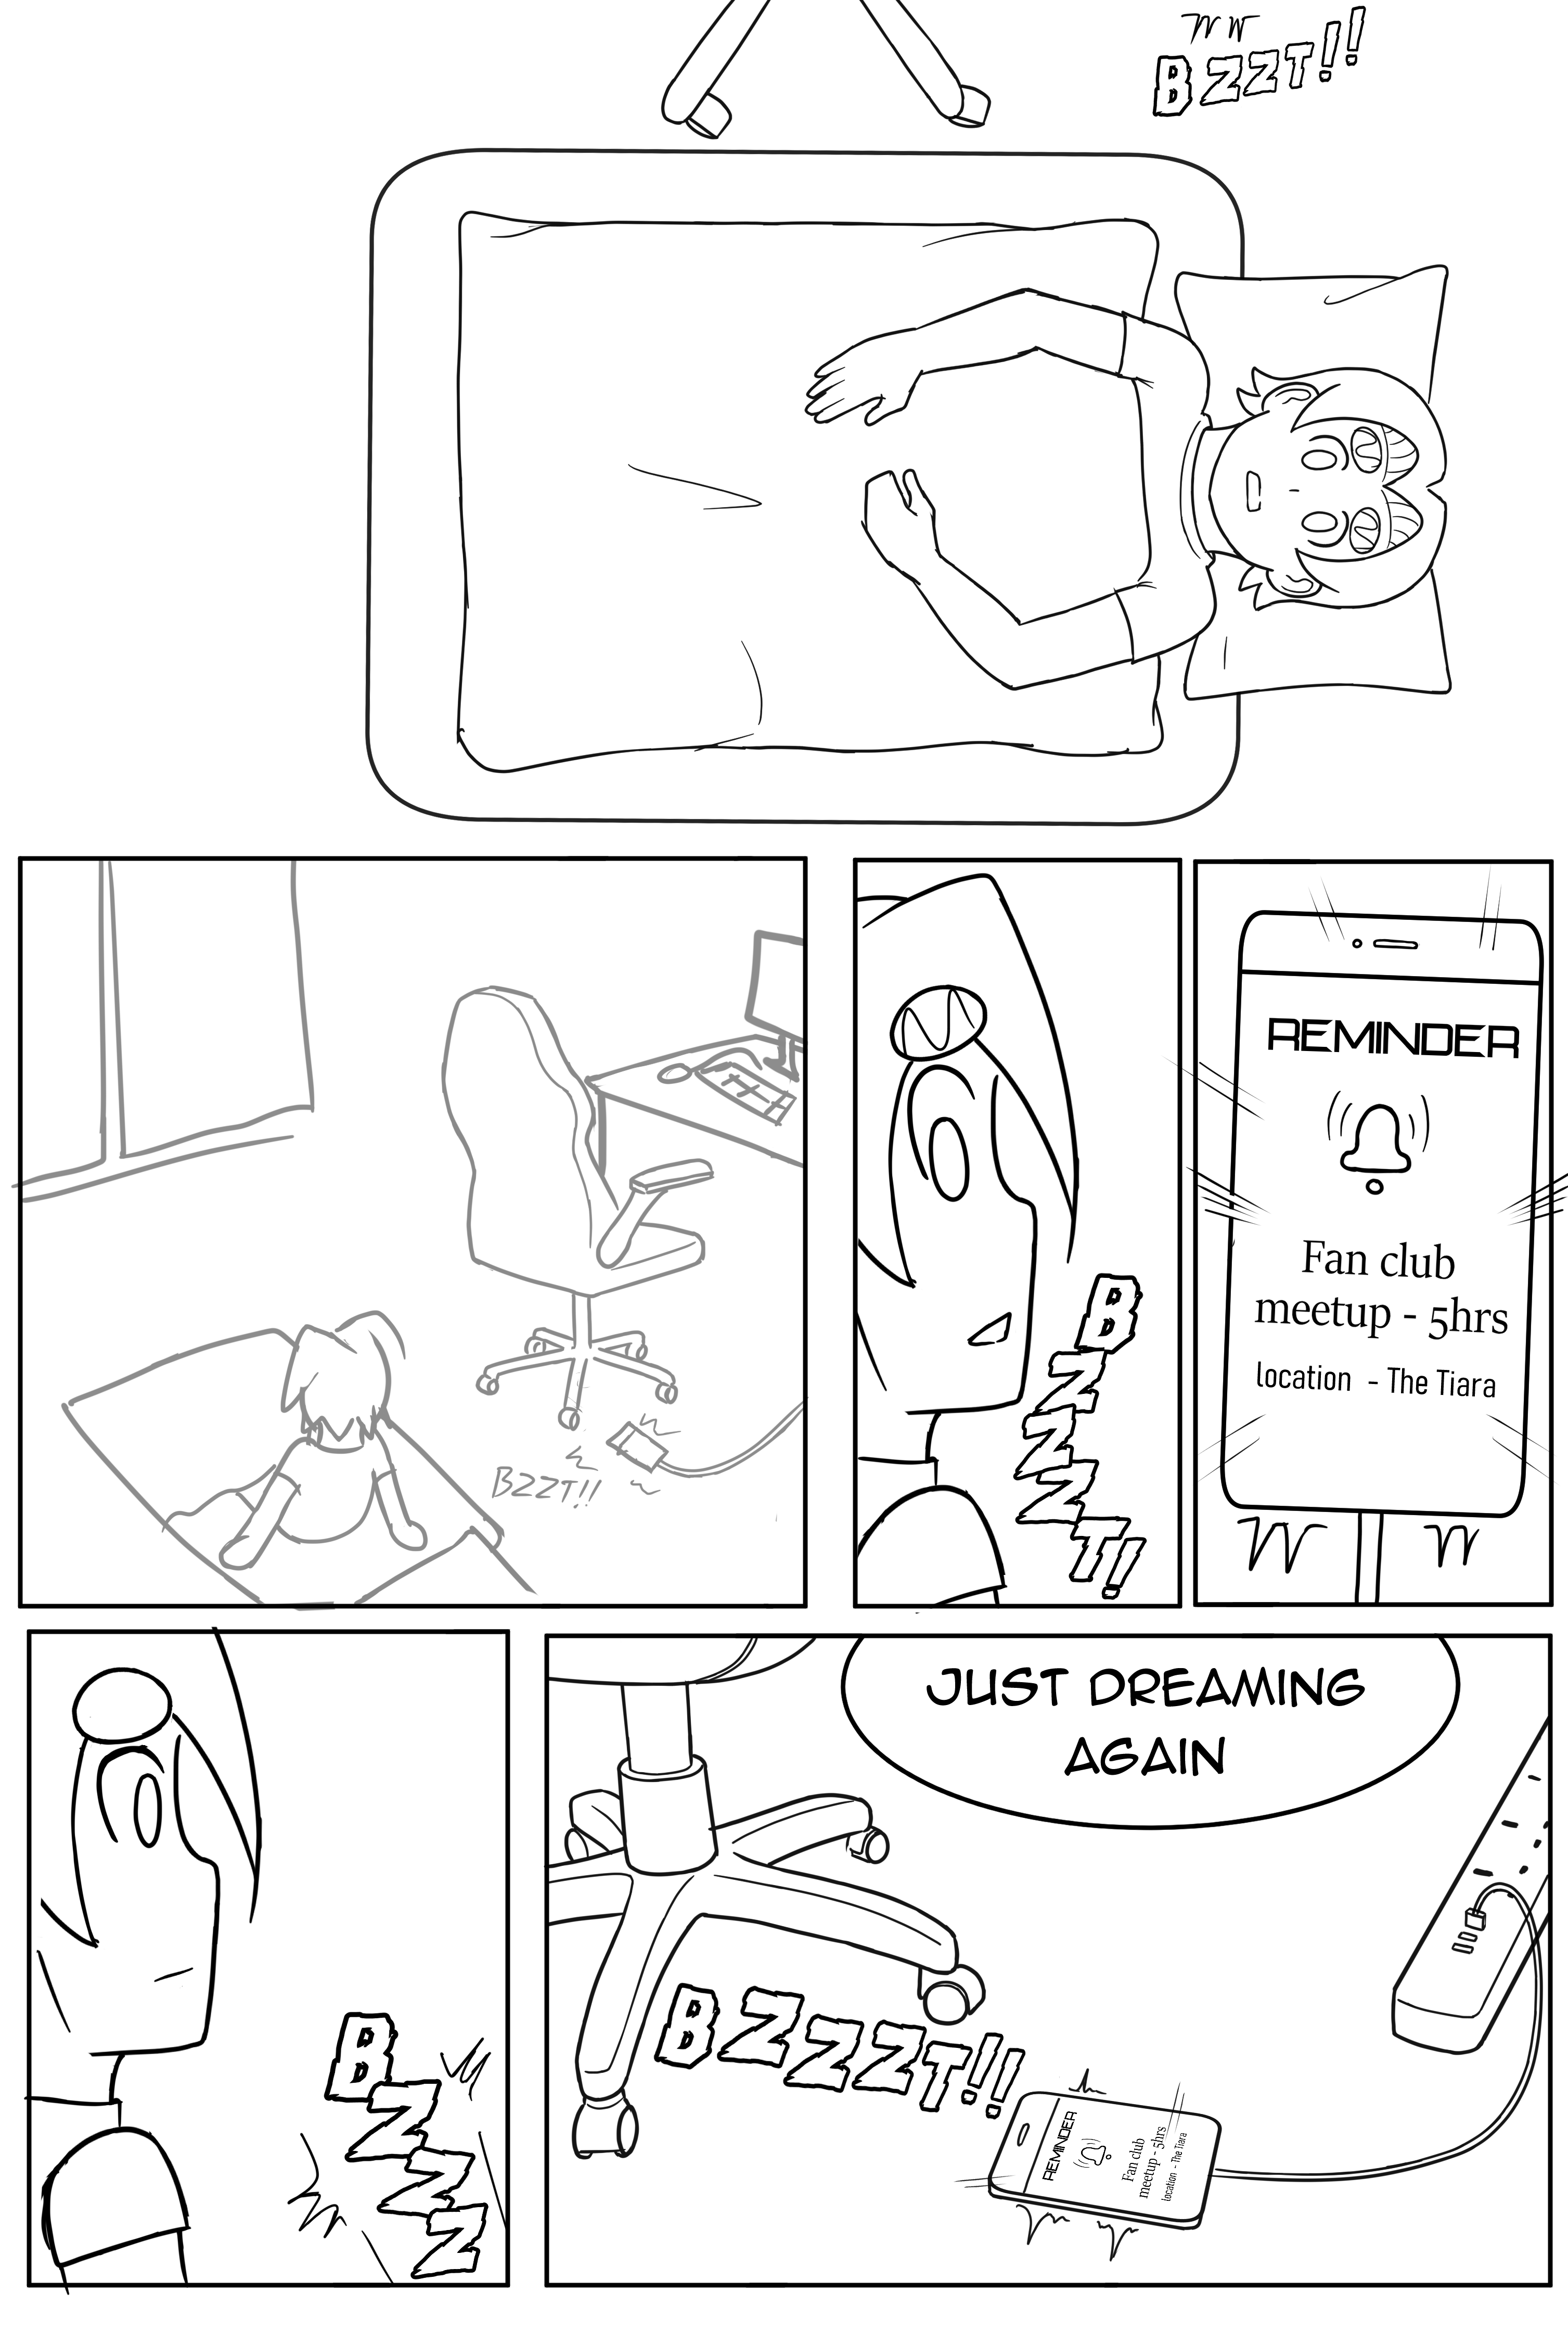 BZZT!!
BZZT!!
BZZZT!
REMINDER
Fan club
meetup - 5hrs
location - The Tiara
BZZZ
JUST DREAMING
AGAIN
BZZZZT!!!
REMINDER
Fan club
meetup - 5hrs
location - The Tiara